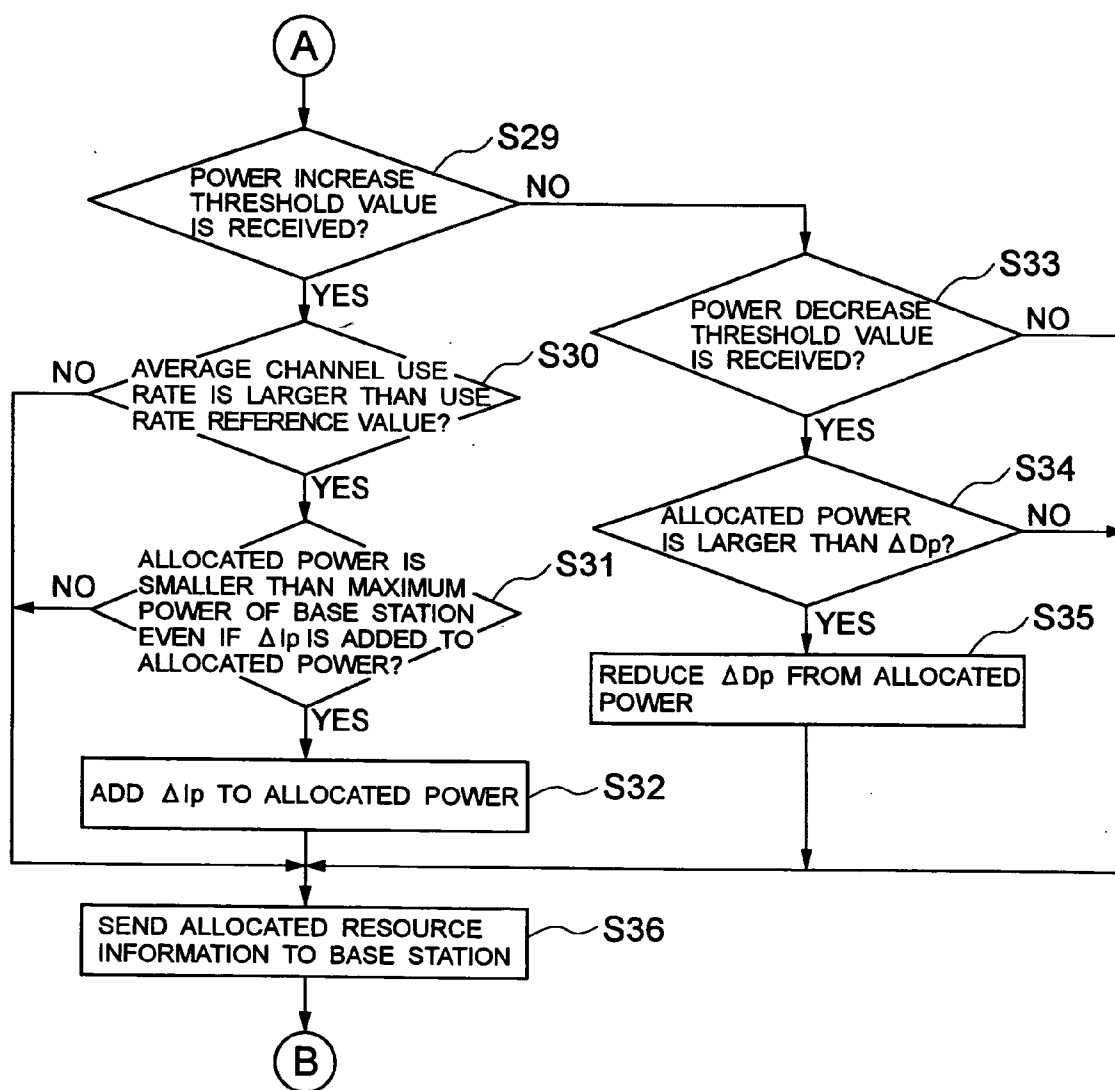 A
S29
POWER INCREASE
THRESHOLD VALUE
IS RECEIVED?
NO
YES
S33
POWER DECREASE
THRESHOLD VALUE
IS RECEIVED?
NO
YES
S30
AVERAGE CHANNEL USE
RATE IS LARGER THAN USE
RATE REFERENCE VALUE?
NO
YES
S34
ALLOCATED POWER
IS LARGER THAN ΔDp?
NO
YES
S31
ALLOCATED POWER IS
SMALLER THAN MAXIMUM
POWER OF BASE STATION
EVEN IF ΔIp IS ADDED TO
ALLOCATED POWER?
NO
YES
S35
REDUCE ΔDp FROM ALLOCATED
POWER
ADD ΔIp TO ALLOCATED POWER
S32
SEND ALLOCATED RESOURCE
INFORMATION TO BASE STATION
S36
B